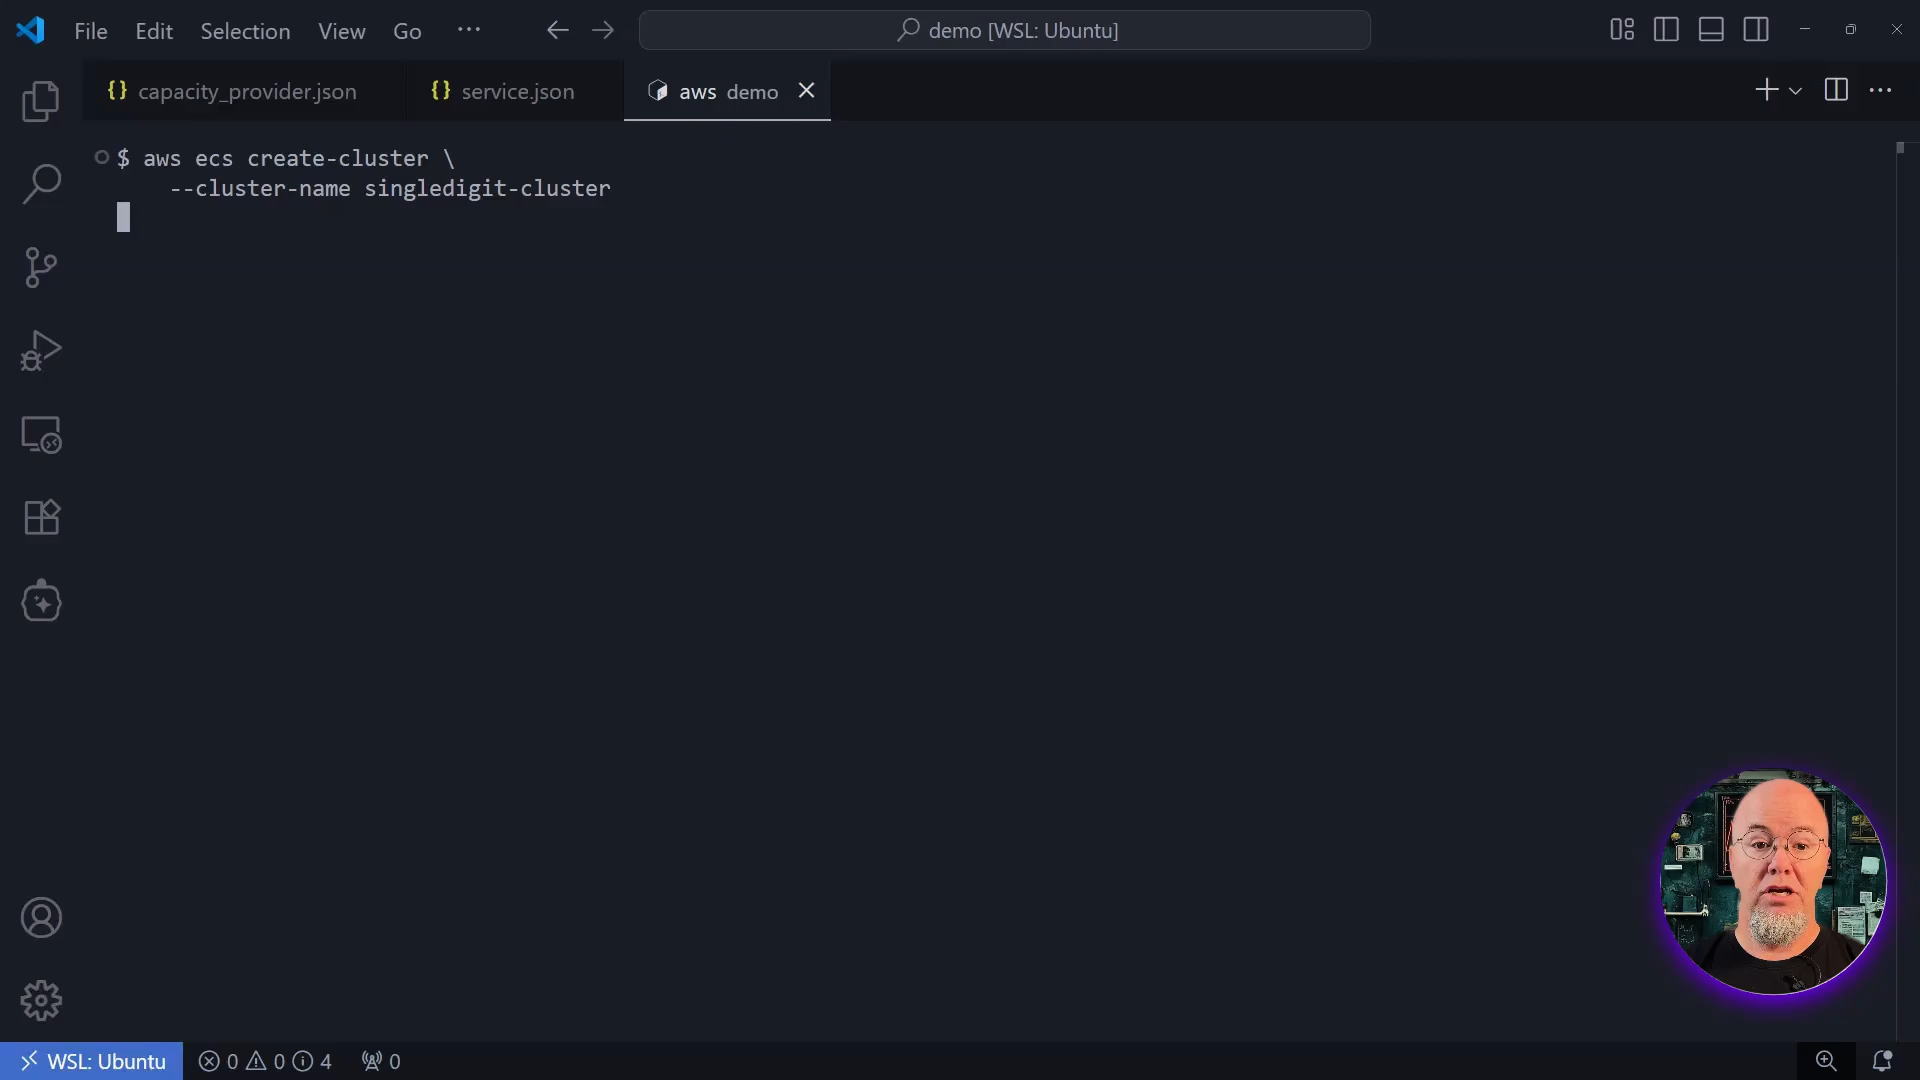 File Edit Selection View Go ··· demo [WSL: Ubuntu]
{} capacity_provider.json {} service.json aws demo
$ aws ecs create-cluster \
--cluster-name singledigit-cluster
WSL: Ubuntu 0 0 4 0